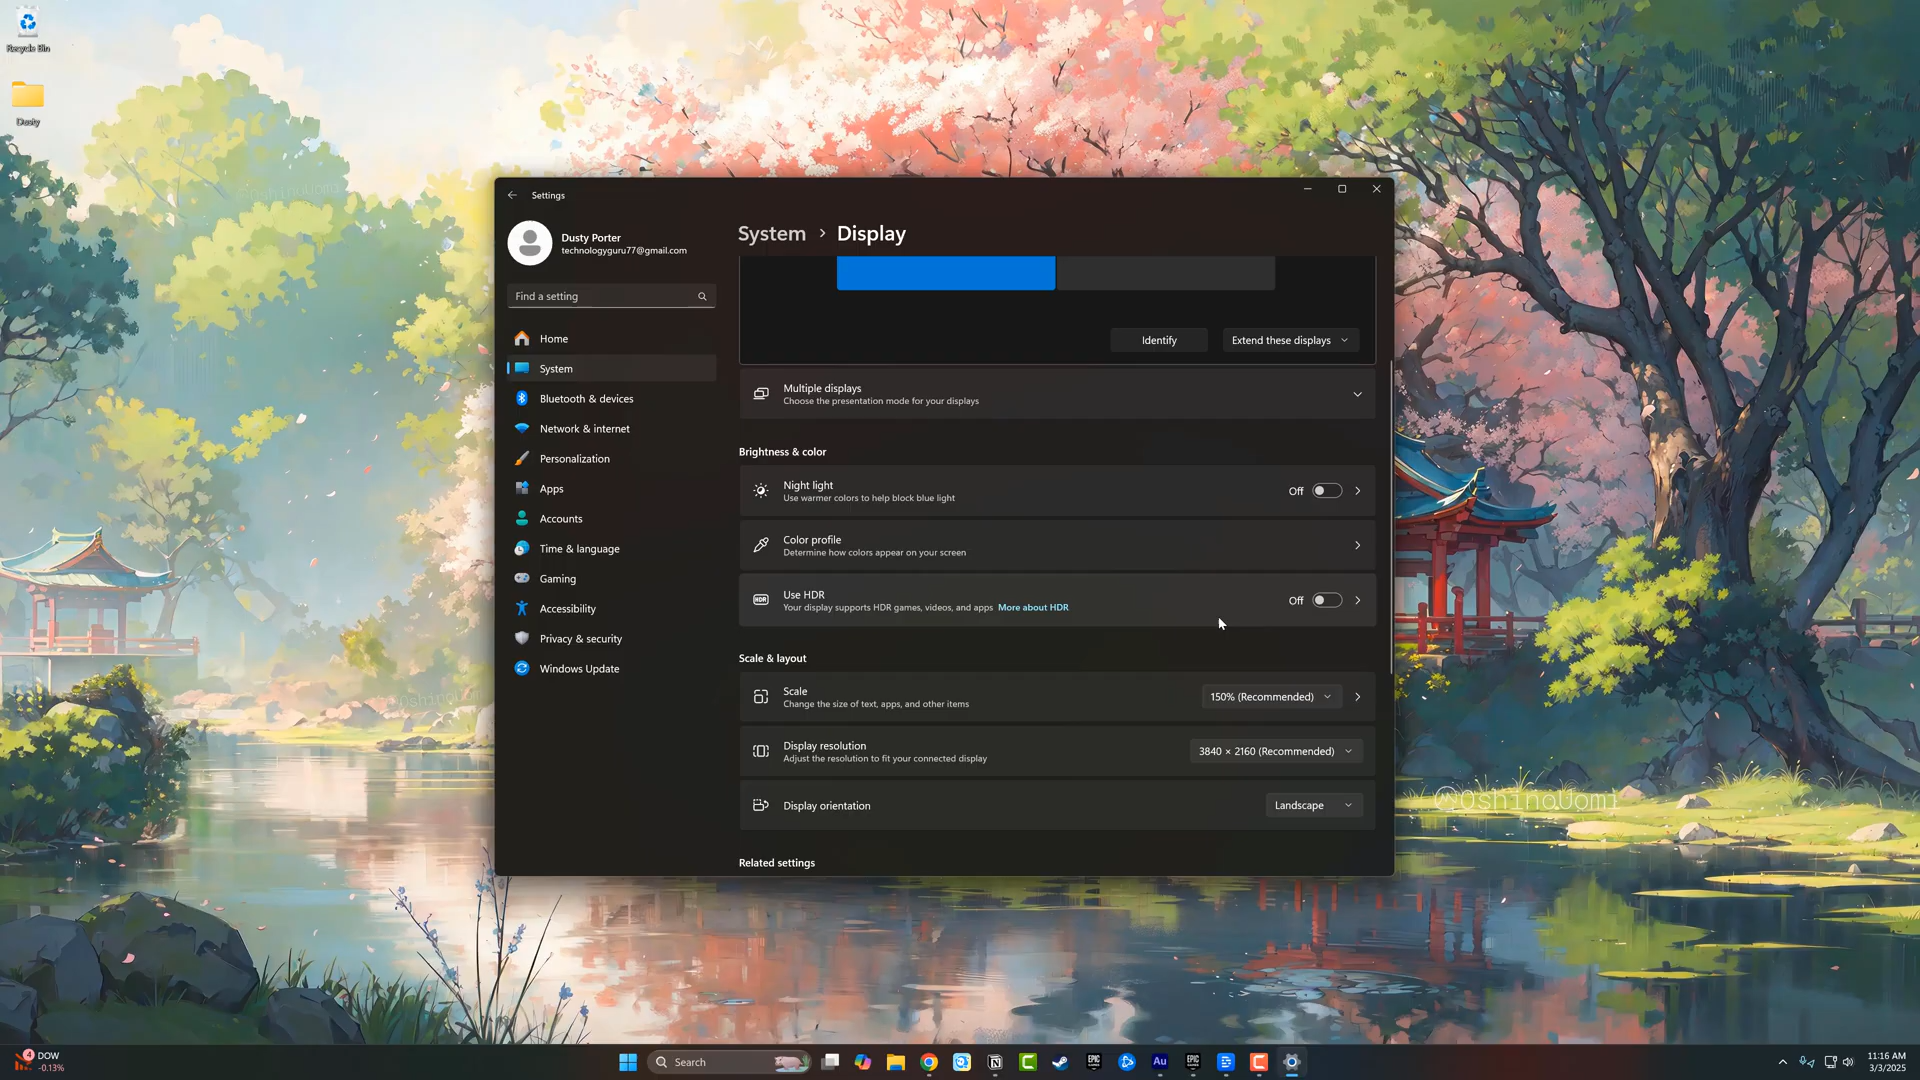 Recycle Bin
Dusty
Settings
Dusty Porter
technologyguru77@gmail.com
Find a setting
Home
System
Bluetooth & devices
Network & internet
Personalization
Apps
Accounts
Time & language
Gaming
Accessibility
Privacy & security
Windows Update
System > Display
Identify
Extend these displays
Multiple displays
Choose the presentation mode for your displays
Brightness & color
Night light
Use warmer colors to help block blue light
Off
Color profile
Determine how colors appear on your screen
HDR
Use HDR
Your display supports HDR games, videos, and apps More about HDR
Off
Scale & layout
Scale
Change the size of text, apps, and other items
150% (Recommended)
Display resolution
Adjust the resolution to fit your connected display
3840 × 2160 (Recommended)
Display orientation
Landscape
Related settings
@OshinoUomi
4
DOW
-0.13%
Search
EPIC
Au
EPIC
11:16 AM
3/3/2025